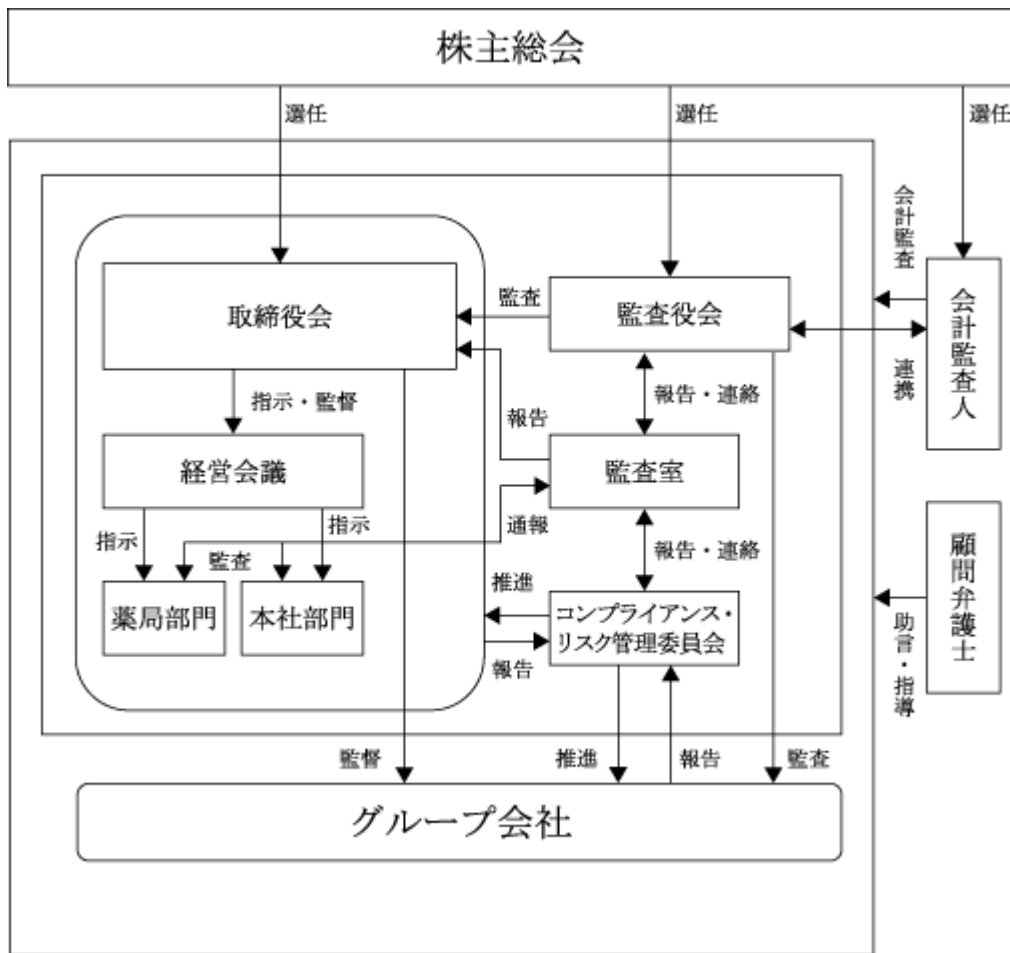 株主総会
選任
選任
選任
会計監査
取締役会
監査
監査役会
会計監査人
連携
指示・監督
報告
報告・連絡
経営会議
監査室
指示
指示
通報
監査
報告・連絡
顧問弁護士
薬局部門
本社部門
推進
コンプライアンス・
リスク管理委員会
報告
助言・指導
監督
推進
報告
監査
グループ会社